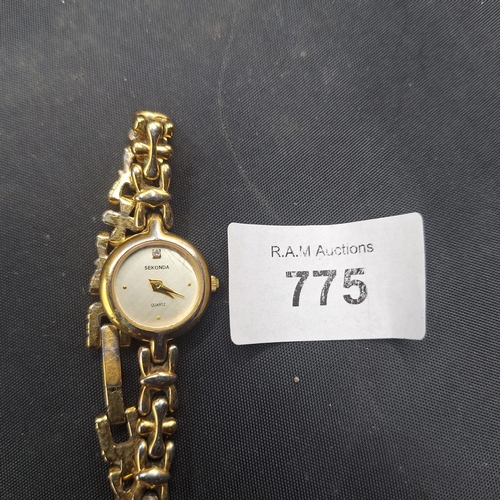 SEKONDA
QUARTZ
R.A.M Auctions
775